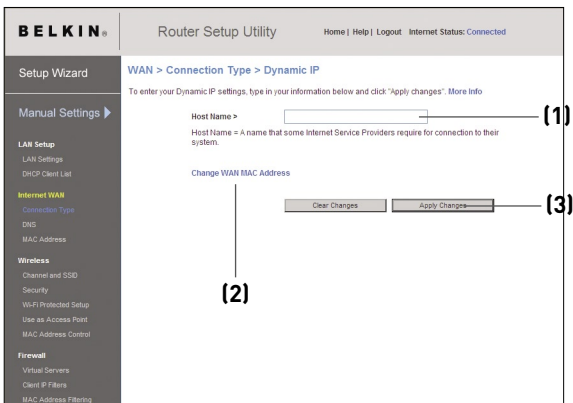 BELKIN®
Router Setup Utility
Home | Help | Logout Internet Status: Connected
Setup Wizard
Manual Settings
LAN Setup
LAN Settings
DHCP Client List
Internet WAN
Connection Type
DNS
MAC Address
Wireless
Channel and SSID
Security
Wi-Fi Protected Setup
Use as Access Point
MAC Address Control
Firewall
Virtual Servers
Client IP Filters
MAC Address Filtering
WAN > Connection Type > Dynamic IP
To enter your Dynamic IP settings, type in your information below and click "Apply changes". More Info
Host Name >
(1)
Host Name = A name that some Internet Service Providers require for connection to their
system.
Change WAN MAC Address
Clear Changes
Apply Changes
(3)
(2)